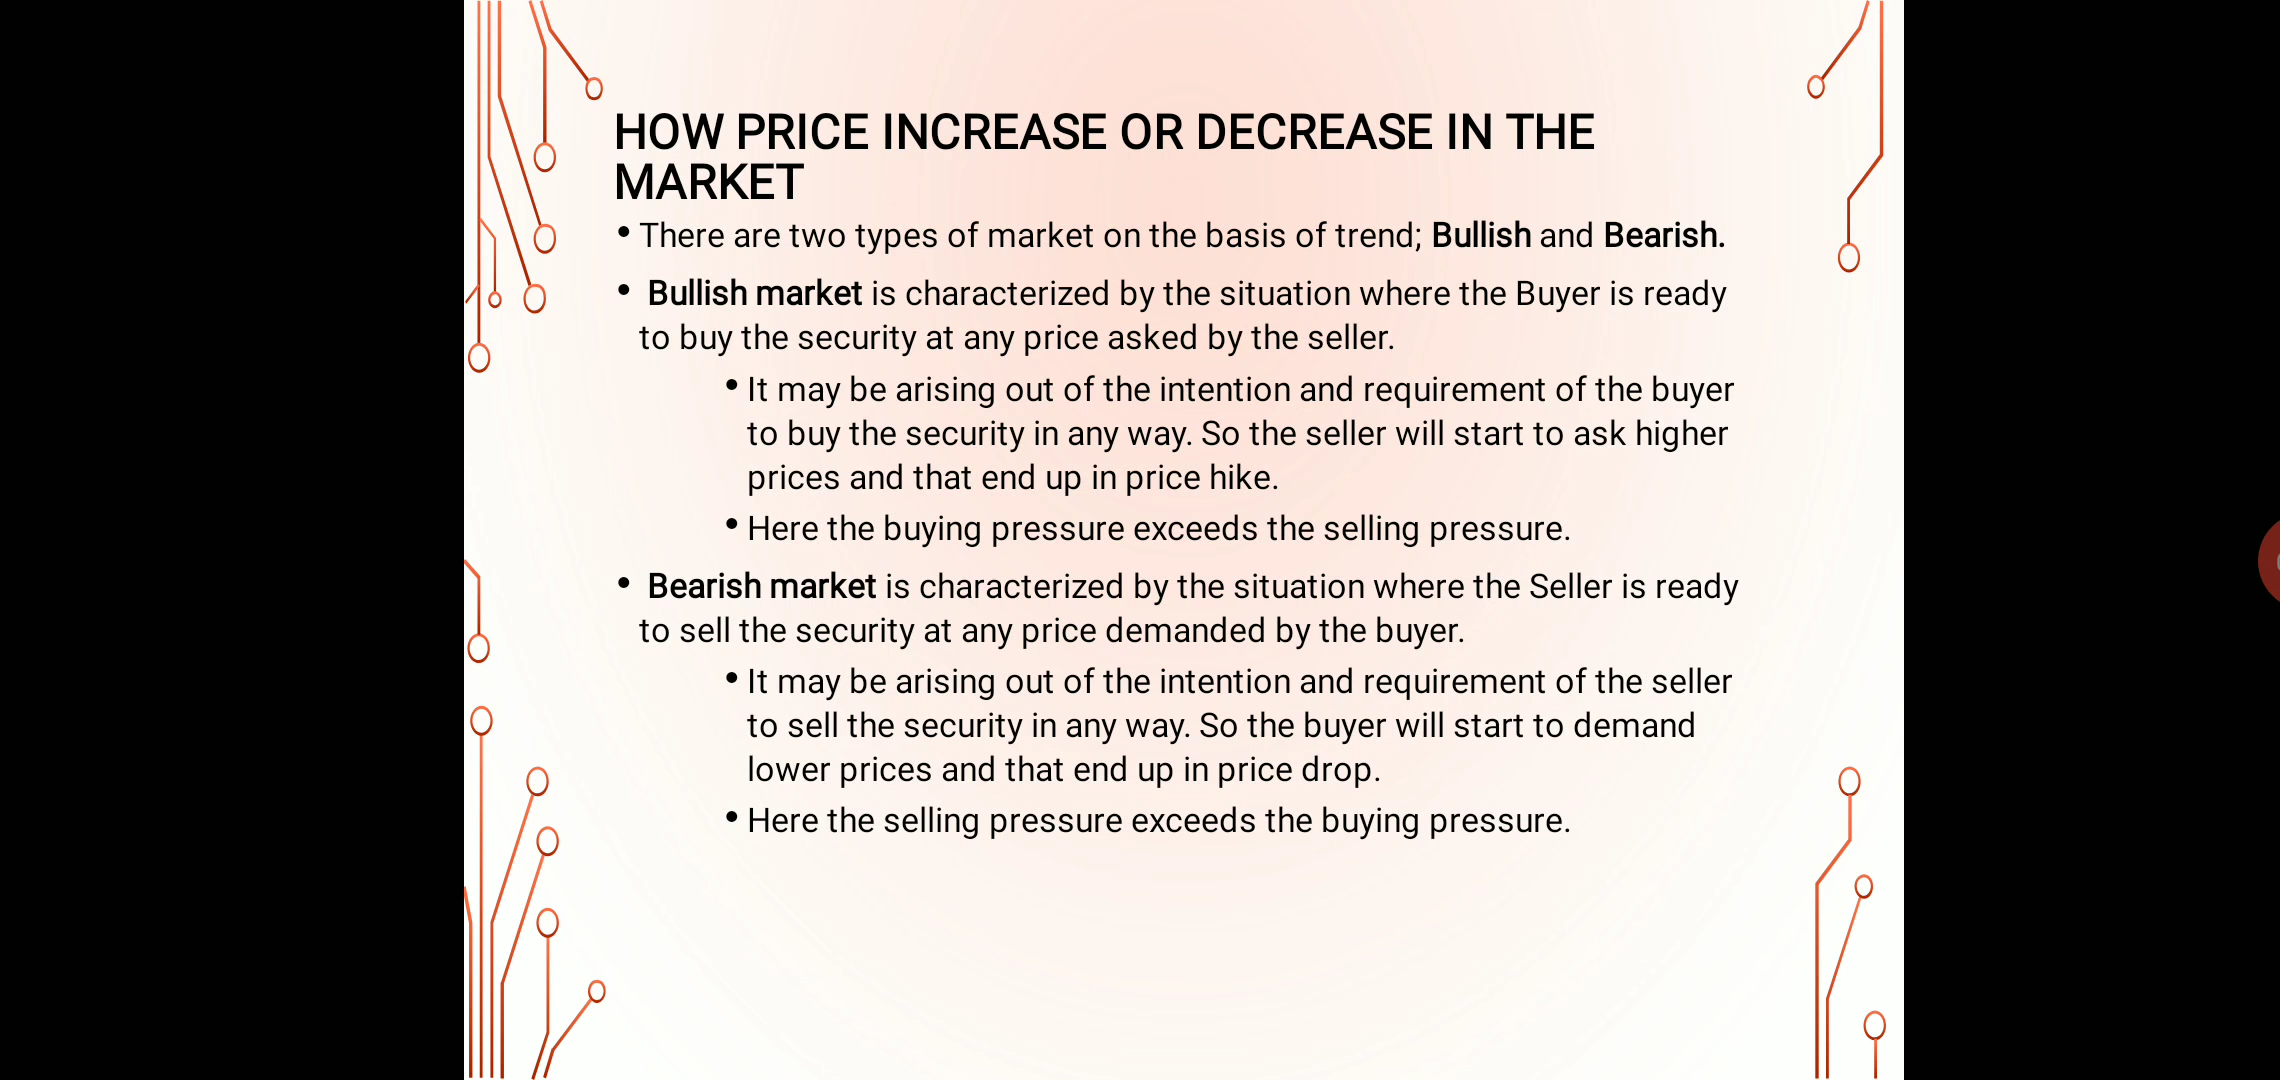 HOW PRICE INCREASE OR DECREASE IN THE
MARKET
• There are two types of market on the basis of trend; Bullish and Bearish.
• Bullish market is characterized by the situation where the Buyer is ready
to buy the security at any price asked by the seller.
• It may be arising out of the intention and requirement of the buyer
to buy the security in any way. So the seller will start to ask higher
prices and that end up in price hike.
• Here the buying pressure exceeds the selling pressure.
• Bearish market is characterized by the situation where the Seller is ready
to sell the security at any price demanded by the buyer.
• It may be arising out of the intention and requirement of the seller
to sell the security in any way. So the buyer will start to demand
lower prices and that end up in price drop.
• Here the selling pressure exceeds the buying pressure.